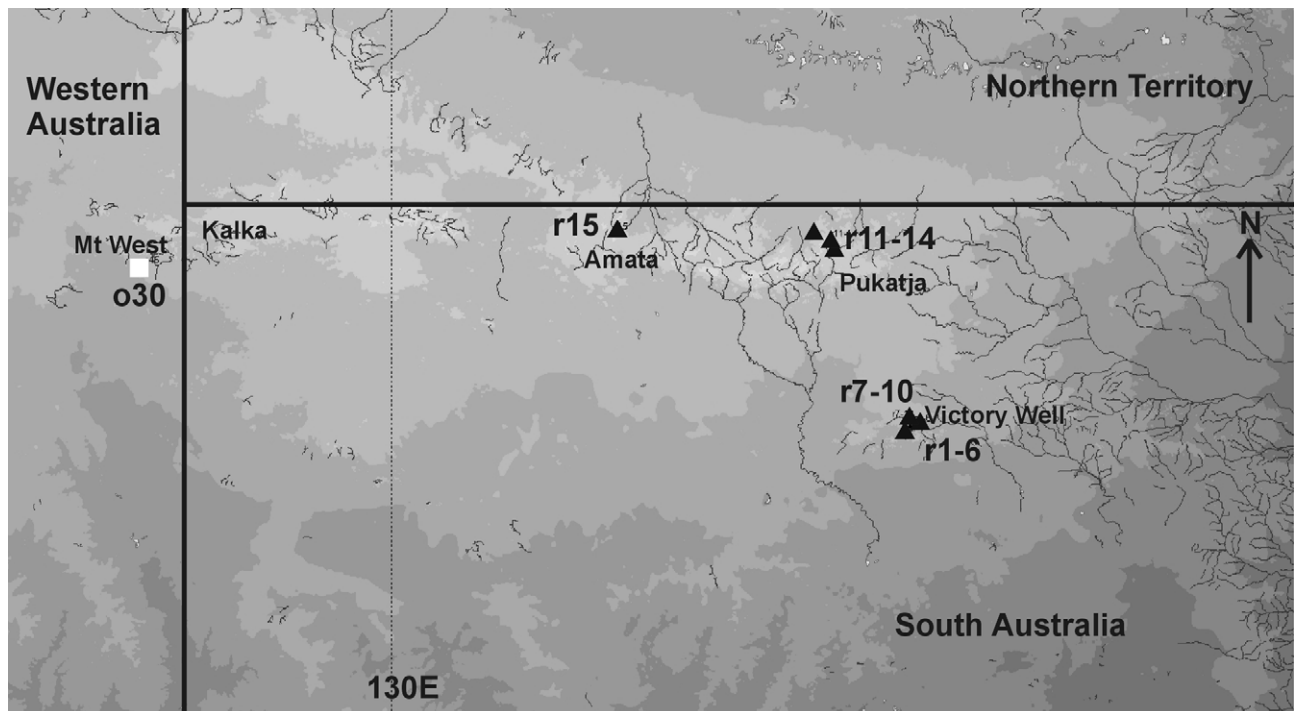 Western
Australia
Northern Territory
N
Kalka
Mt West
o30
r15
Amata
r11-14
Pukatja
r7-10
Victory Well
r1-6
South Australia
130E